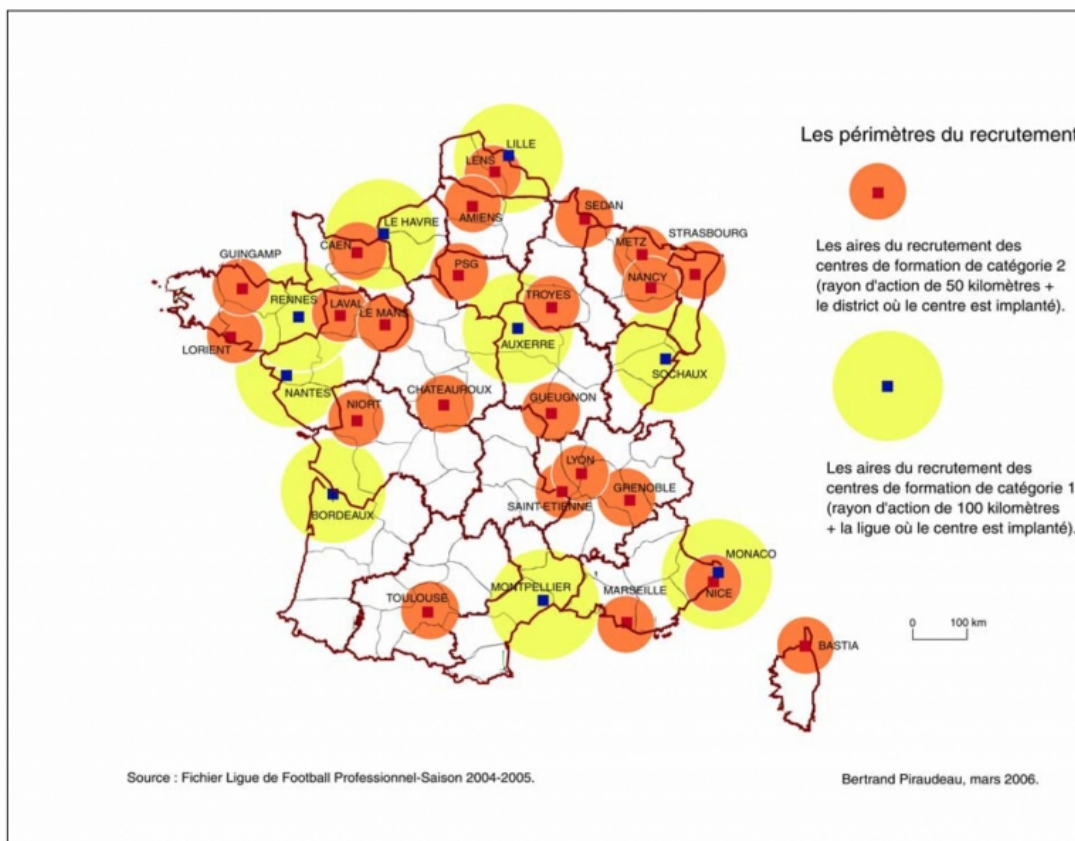 Les périmètres du recrutement
LILLE
LENS
AMIENS
SEDAN
LE HAVRE
CAEN
METZ
STRASBOURG
GUINGAMP
PSG
NANCY
RENNES
LAVAL
TROYES
LE MANS
AUXERRE
LORIENT
SOCHAUX
NANTES
CHATEAUROUX
NIORT
GUEUGNON
LYON
GRENOBLE
SAINT-ETIENNE
BORDEAUX
MONACO
MONTPELLIER
MARSEILLE
NICE
TOULOUSE
BASTIA
Les aires du recrutement des
centres de formation de catégorie 2
(rayon d'action de 50 kilomètres +
le district où le centre est implanté).
Les aires du recrutement des
centres de formation de catégorie 1
(rayon d'action de 100 kilomètres
+ la ligue où le centre est implanté).
0 100 km
Source : Fichier Ligue de Football Professionnel-Saison 2004-2005.
Bertrand Piraudeau, mars 2006.